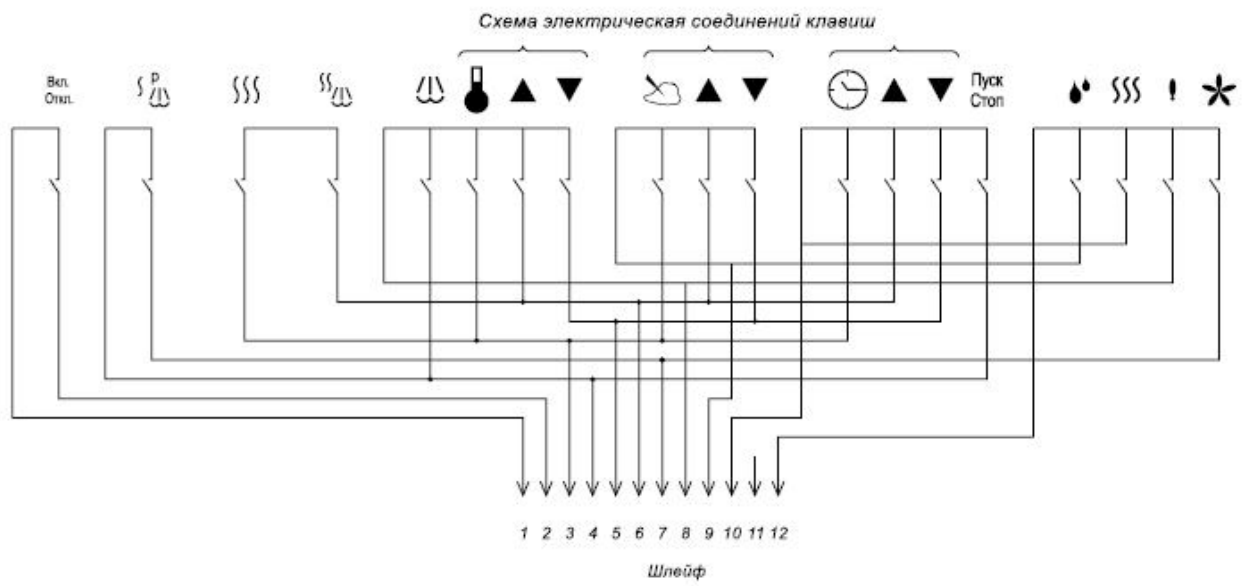 Схема электрическая соединений клавиш
Вкл.
Откл.
P
Пуск
Стоп
1 2 3 4 5 6 7 8 9 10 11 12
Шлейф